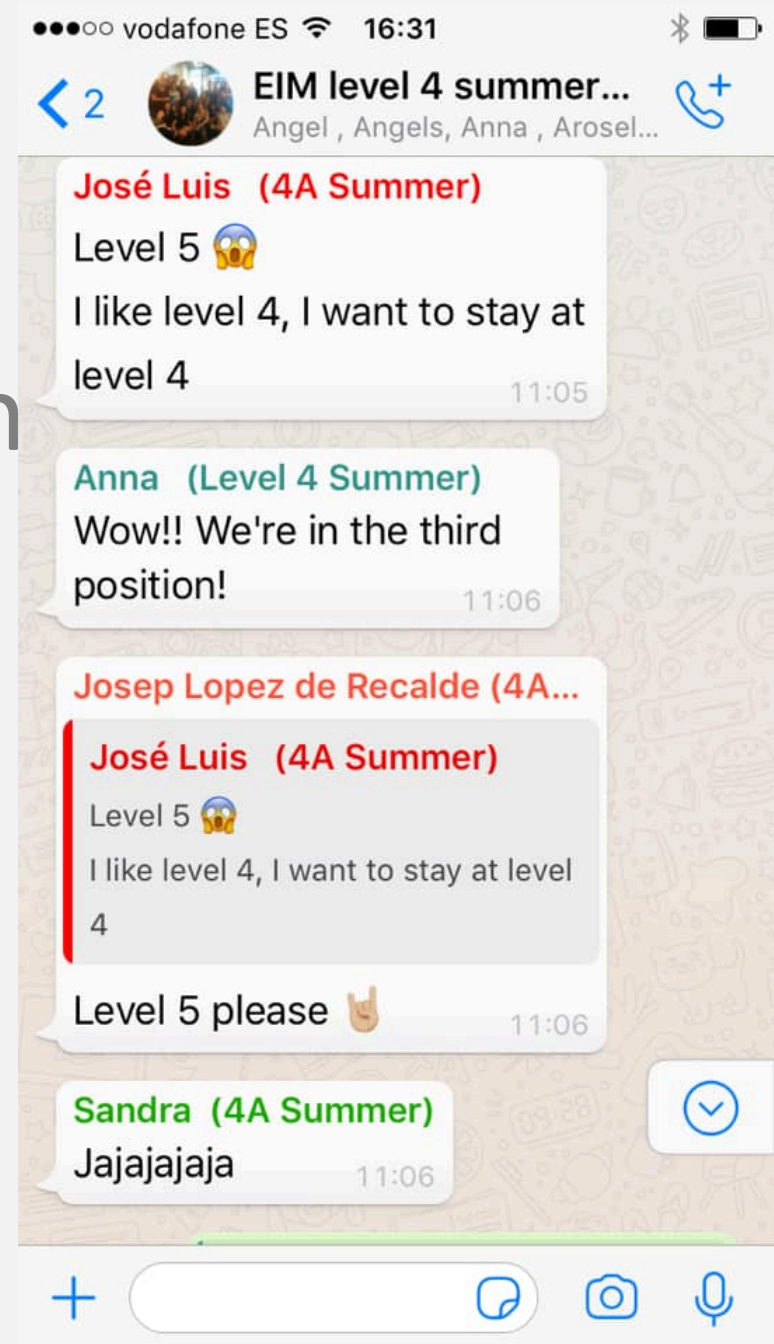 vodafone ES 16:31
2
EIM level 4 summer...
Angel , Angels, Anna , Arosel...
José Luis (4A Summer)
Level 5 😱
I like level 4, I want to stay at
level 4
11:05
Anna (Level 4 Summer)
Wow!! We're in the third
position!
11:06
Josep Lopez de Recalde (4A...
José Luis (4A Summer)
Level 5 😱
I like level 4, I want to stay at level
4
Level 5 please 🤘🏼
11:06
Sandra (4A Summer)
Jajajajaja
11:06